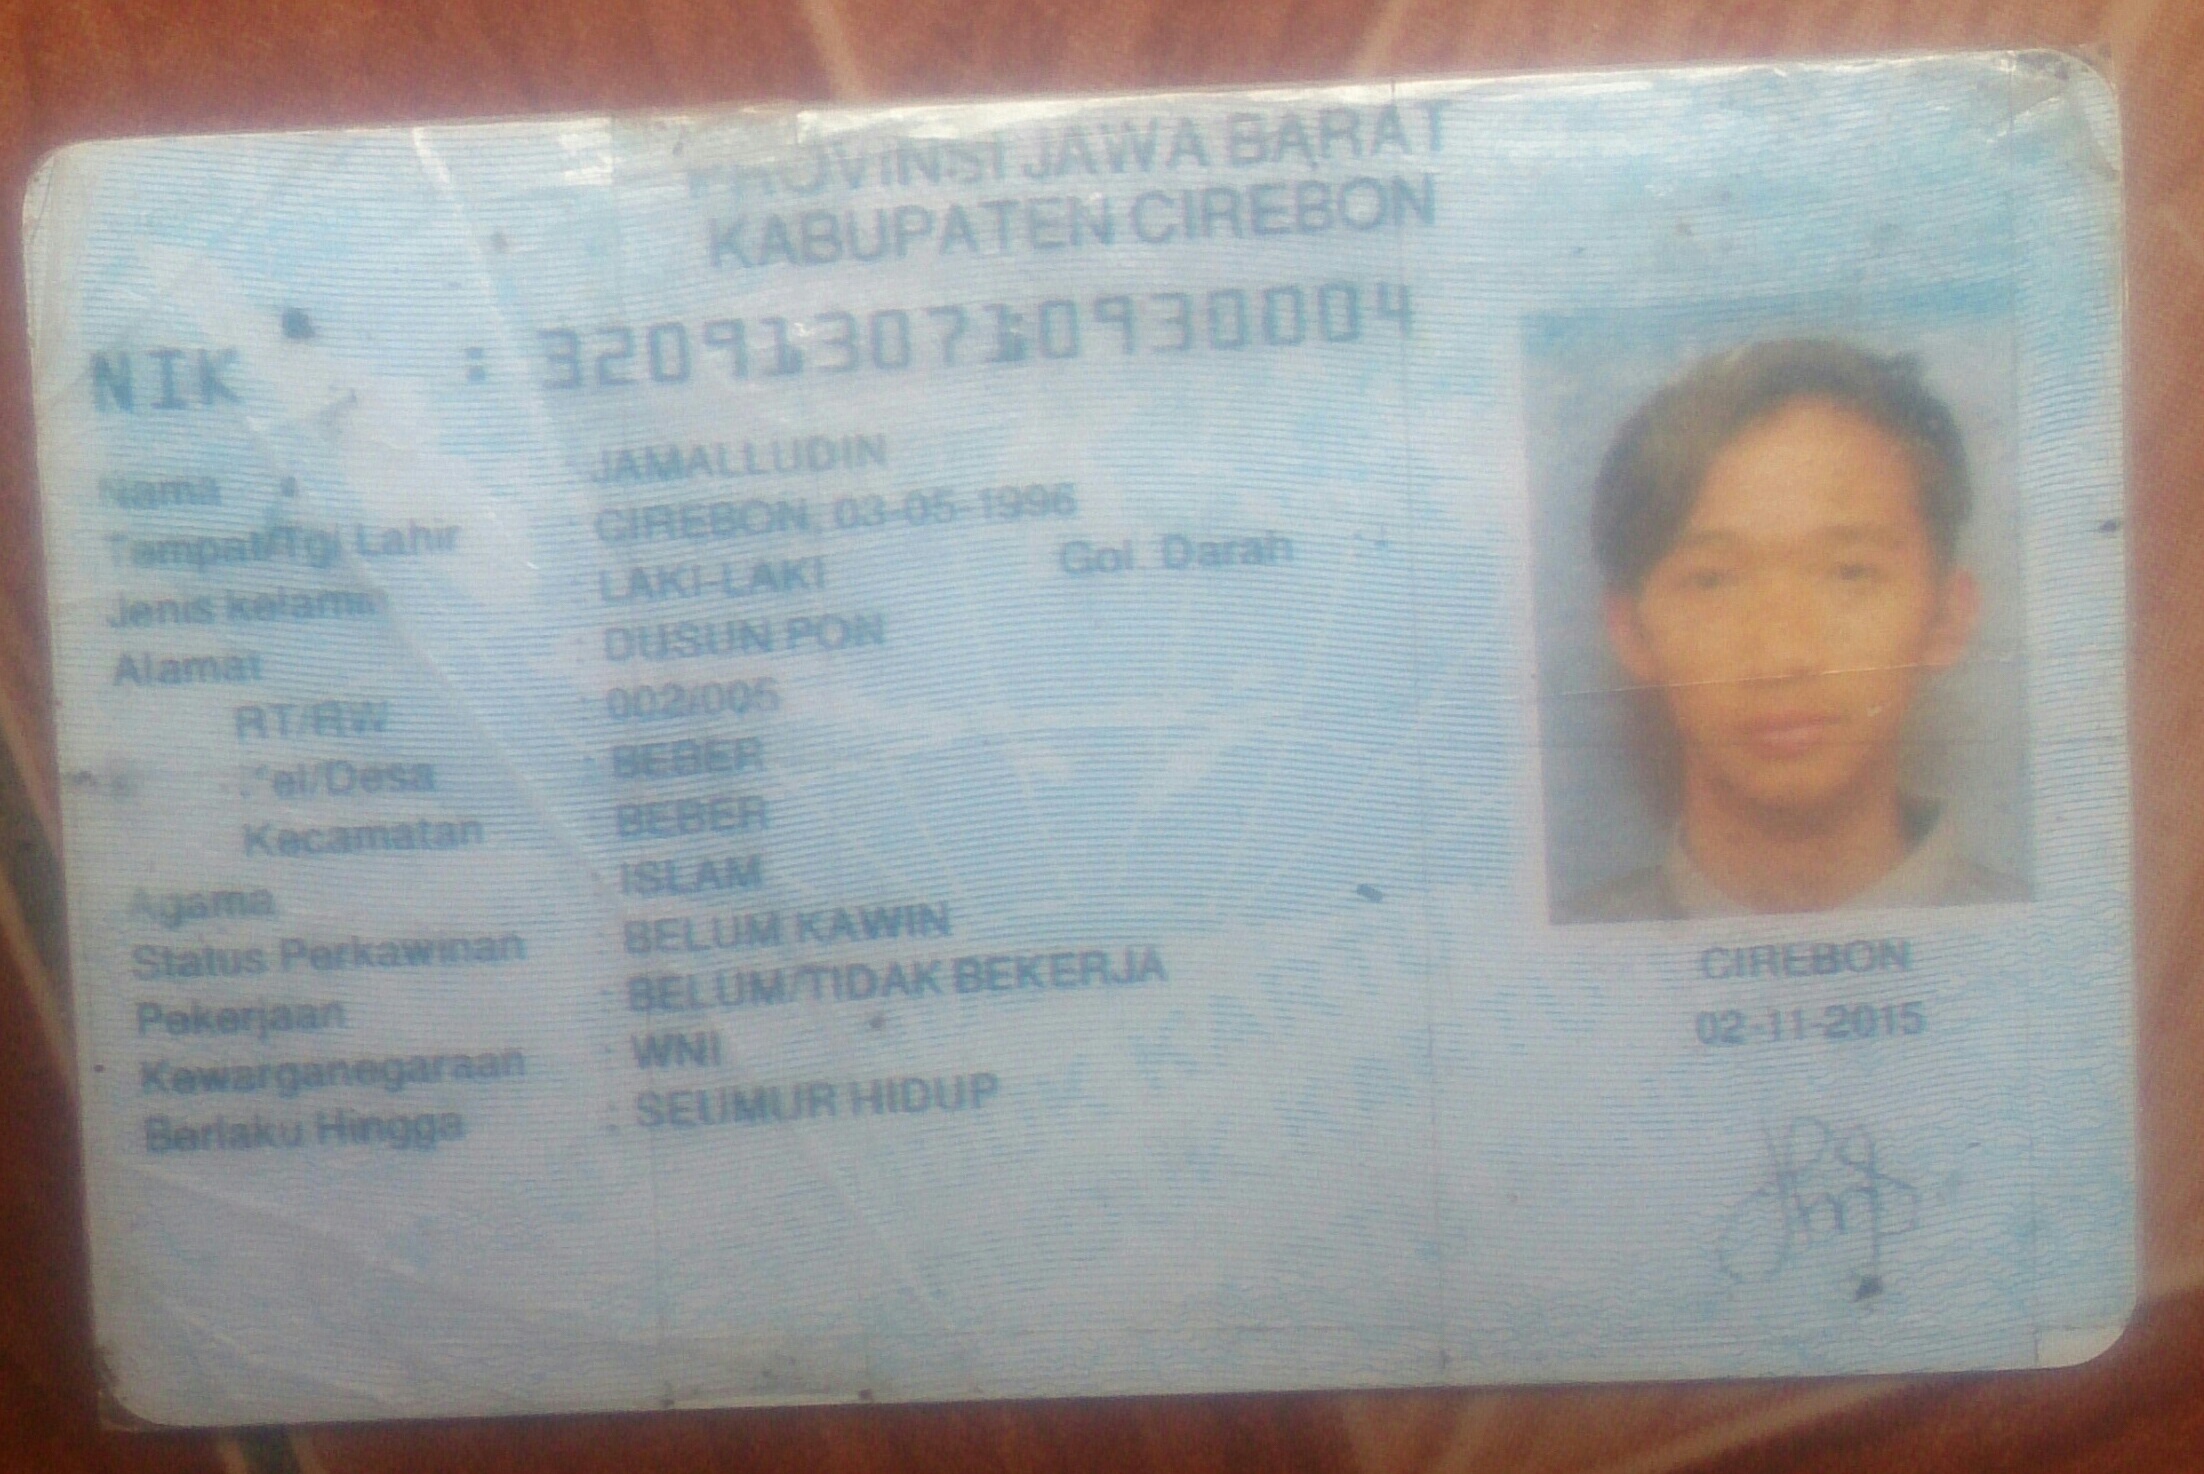 PROVINSI JAWA BARAT
KABUPATEN CIREBON
NIK : 3209130710930004
Nama : JAMALLUDIN
Tempat/Tgl Lahir : CIREBON, 03-05-1996
Jenis kelamin : LAKI-LAKI Gol. Darah : -
Alamat : DUSUN PON
RT/RW : 002/005
Kel/Desa : BEBER
Kecamatan : BEBER
Agama : ISLAM
Status Perkawinan : BELUM KAWIN
Pekerjaan : BELUM/TIDAK BEKERJA
Kewarganegaraan : WNI
Berlaku Hingga : SEUMUR HIDUP
CIREBON
02-11-2015